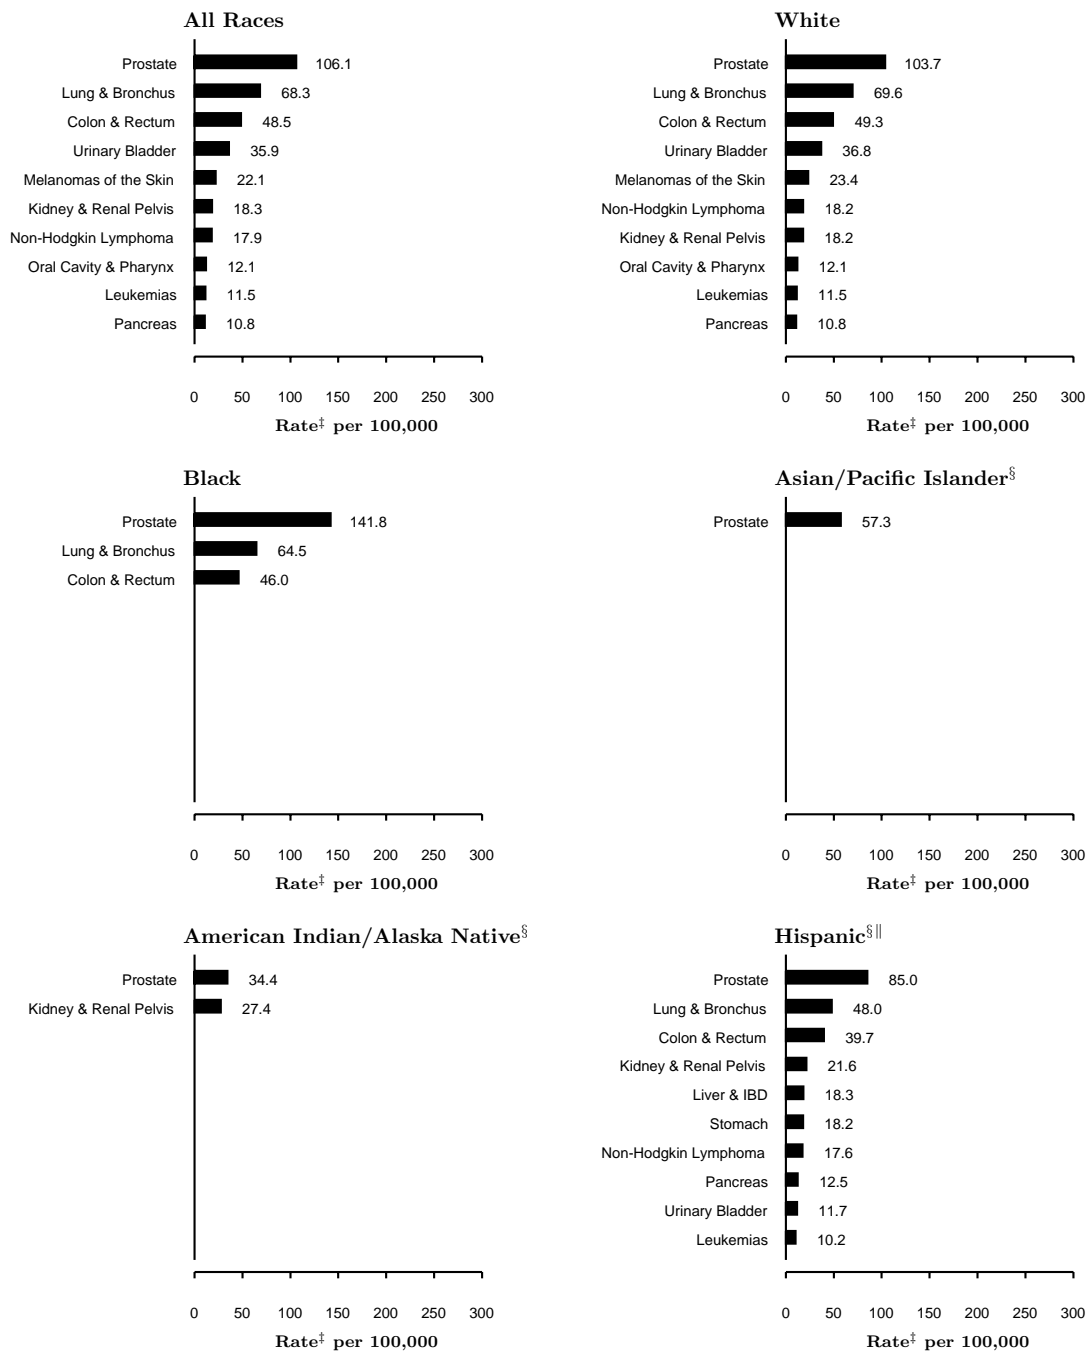 All Races
Prostate 106.1
Lung & Bronchus 68.3
Colon & Rectum 48.5
Urinary Bladder 35.9
Melanomas of the Skin 22.1
Kidney & Renal Pelvis 18.3
Non-Hodgkin Lymphoma 17.9
Oral Cavity & Pharynx 12.1
Leukemias 11.5
Pancreas 10.8
0 50 100 150 200 250 300
Rate‡ per 100,000
White
Prostate 103.7
Lung & Bronchus 69.6
Colon & Rectum 49.3
Urinary Bladder 36.8
Melanomas of the Skin 23.4
Non-Hodgkin Lymphoma 18.2
Kidney & Renal Pelvis 18.2
Oral Cavity & Pharynx 12.1
Leukemias 11.5
Pancreas 10.8
0 50 100 150 200 250 300
Rate‡ per 100,000
Black
Prostate 141.8
Lung & Bronchus 64.5
Colon & Rectum 46.0
0 50 100 150 200 250 300
Rate‡ per 100,000
Asian/Pacific Islander§
Prostate 57.3
0 50 100 150 200 250 300
Rate‡ per 100,000
American Indian/Alaska Native§
Prostate 34.4
Kidney & Renal Pelvis 27.4
0 50 100 150 200 250 300
Rate‡ per 100,000
Hispanic§‖
Prostate 85.0
Lung & Bronchus 48.0
Colon & Rectum 39.7
Kidney & Renal Pelvis 21.6
Liver & IBD 18.3
Stomach 18.2
Non-Hodgkin Lymphoma 17.6
Pancreas 12.5
Urinary Bladder 11.7
Leukemias 10.2
0 50 100 150 200 250 300
Rate‡ per 100,000